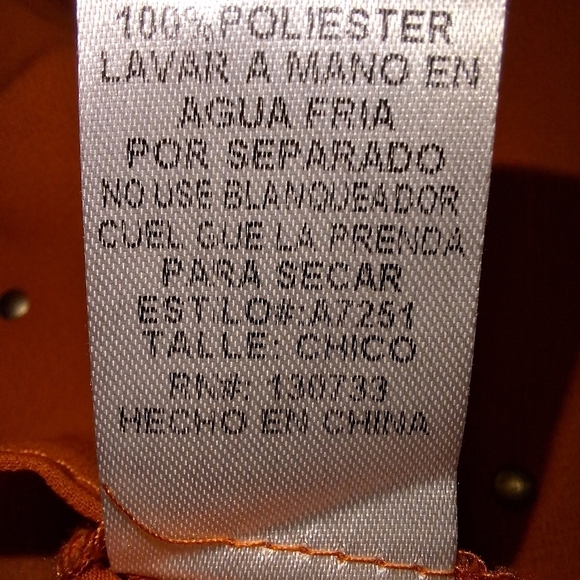 100% POLIESTER
LAVAR A MANO EN
AGUA FRIA
POR SEPARADO
NO USE BLANQUEADOR
CUELGUE LA PRENDA
PARA SECAR
ESTILO#: A7251
TALLE: CHICO
RN#: 130733
HECHO EN CHINA